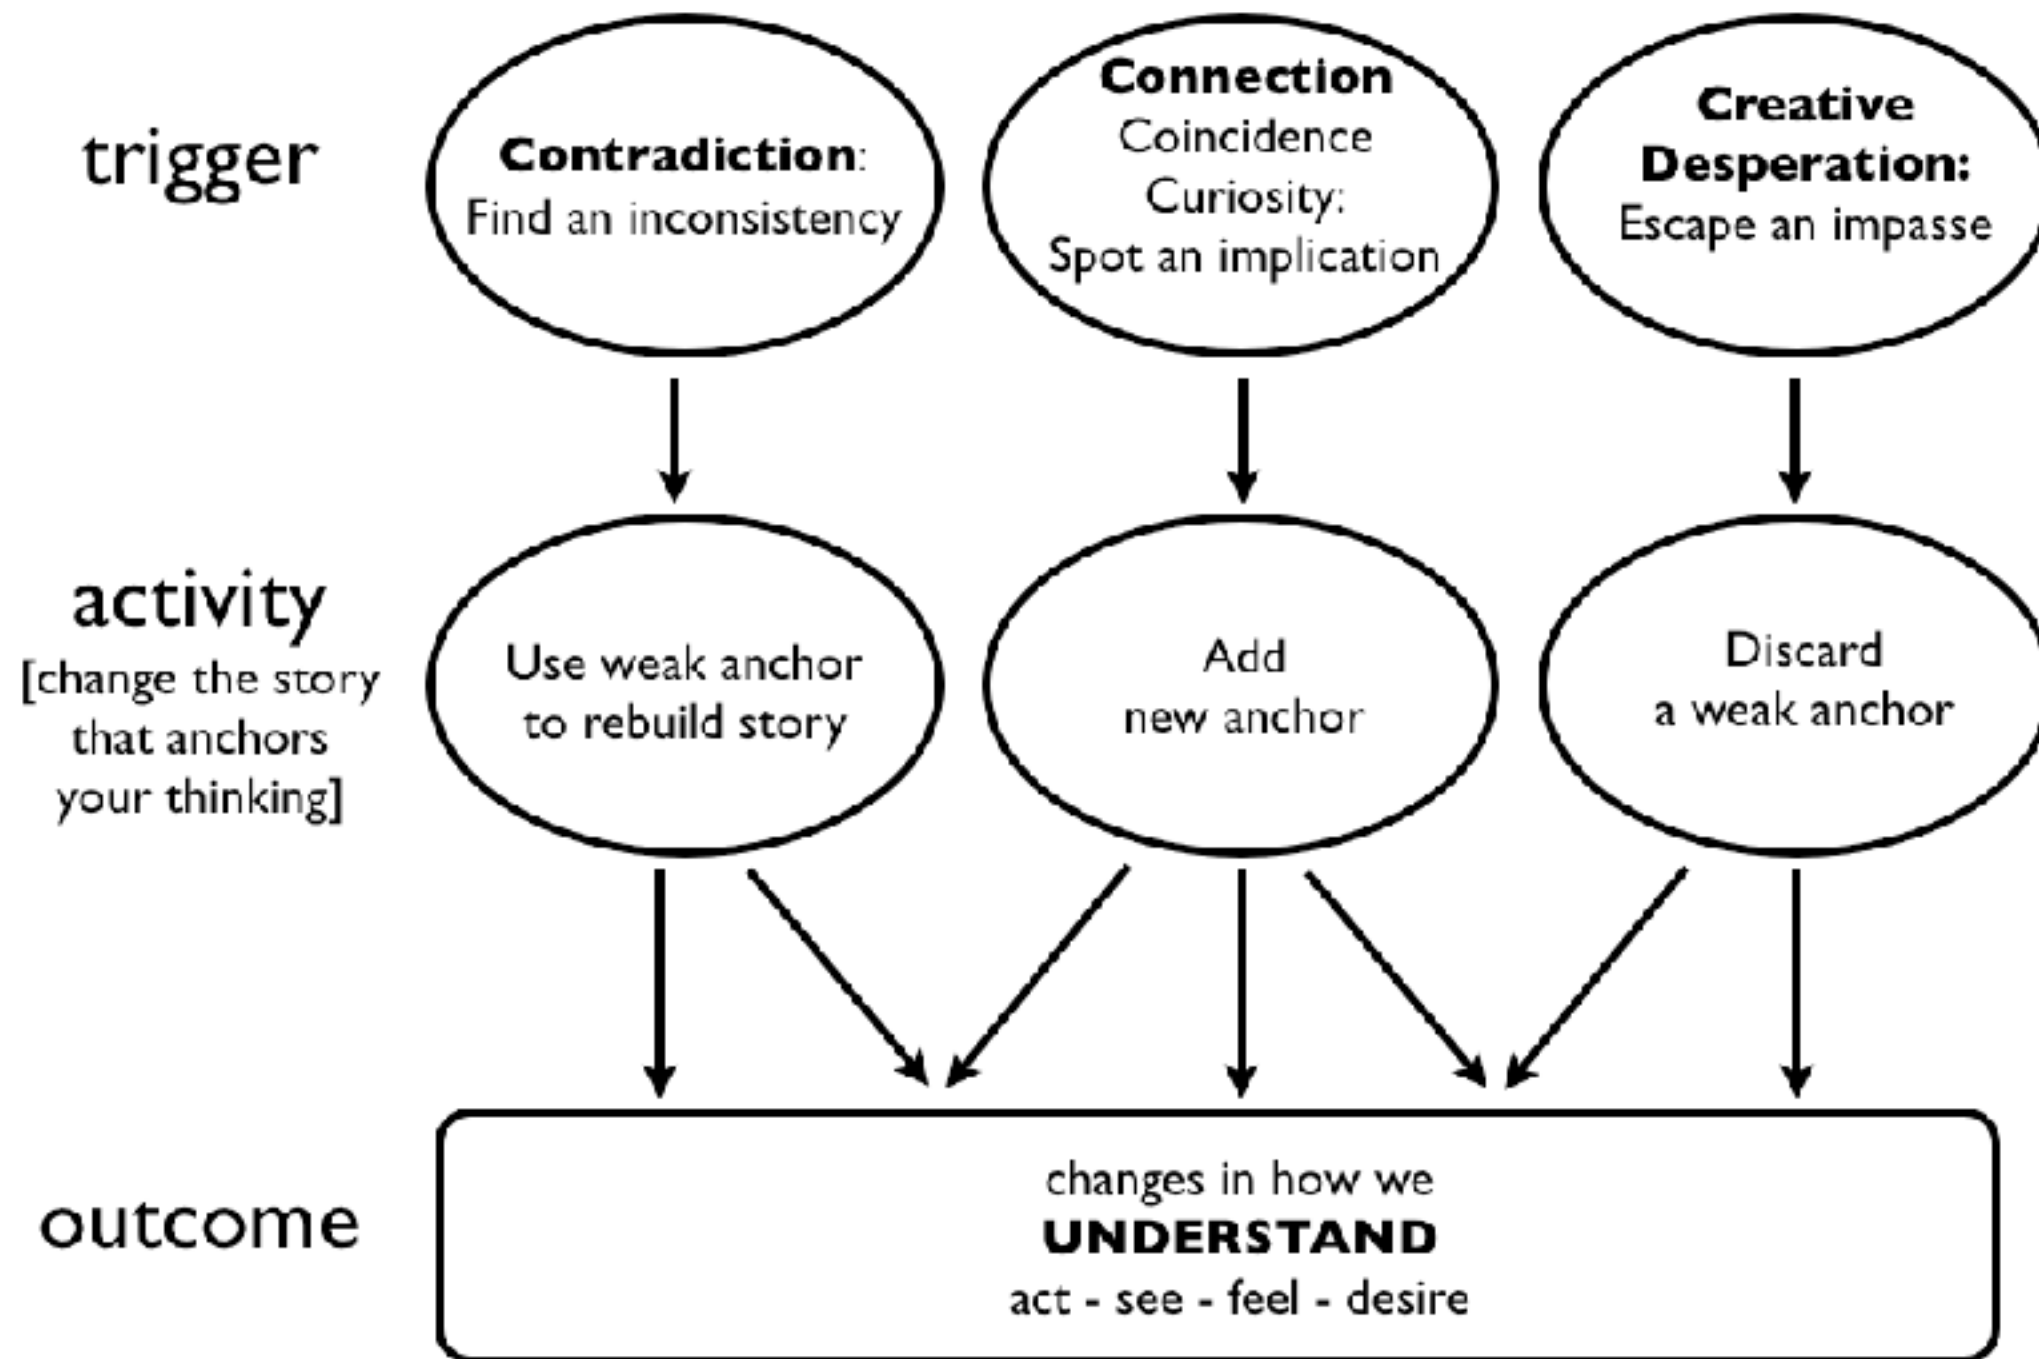 trigger
Contradiction:
Find an inconsistency
Connection
Coincidence
Curiosity:
Spot an implication
Creative
Desperation:
Escape an impasse
activity
[change the story
that anchors
your thinking]
Use weak anchor
to rebuild story
Add
new anchor
Discard
a weak anchor
outcome
changes in how we
UNDERSTAND
act - see - feel - desire